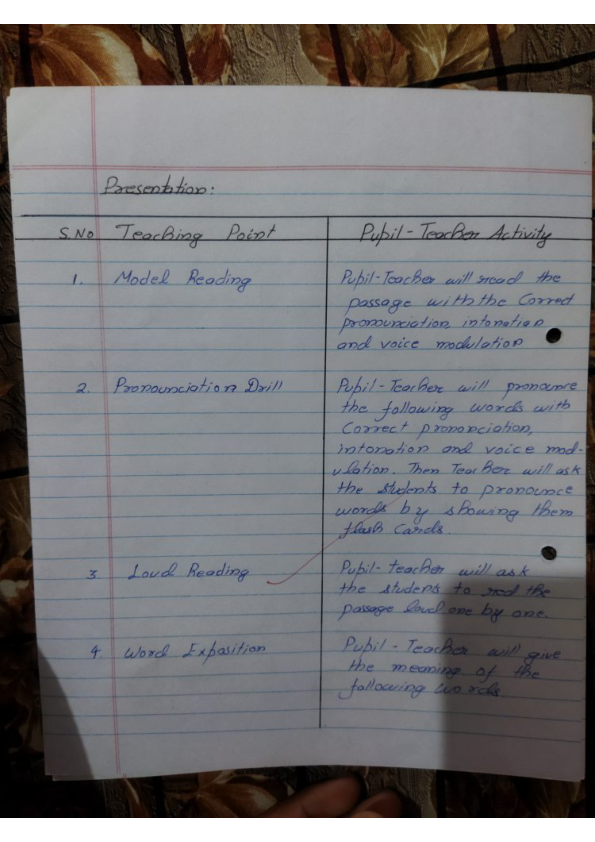 Presentation:
S.No Teaching Point Pupil-Teacher Activity
1. Model Reading Pupil-Teacher will read the
passage with the Correct
pronounciation, intonation
and voice modulation
2. Pronounciation Drill Pupil-Teacher will pronounce
the following words with
Correct prononciation,
intonation and voice mod-
ulation. Then Teacher will ask
the students to pronounce
words by showing them
flash Cards.
3. Loud Reading Pupil-teacher will ask
the students to read the
passage loud one by one.
4. Word Exposition Pupil-Teacher will give
the meaning of the
following words